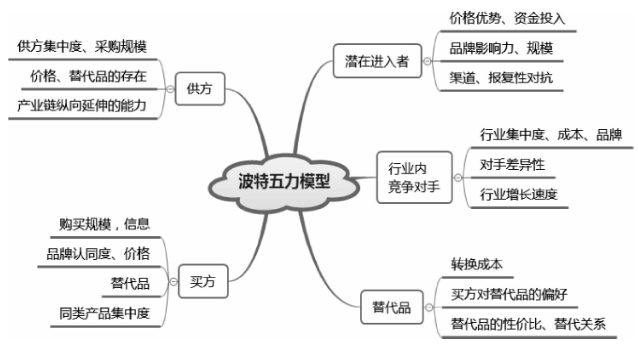 波特五力模型
供方
供方集中度、采购规模
价格、替代品的存在
产业链纵向延伸的能力
买方
购买规模，信息
品牌认同度、价格
替代品
同类产品集中度
潜在进入者
价格优势、资金投入
品牌影响力、规模
渠道、报复性对抗
行业内
竞争对手
行业集中度、成本、品牌
对手差异性
行业增长速度
替代品
转换成本
买方对替代品的偏好
替代品的性价比、替代关系